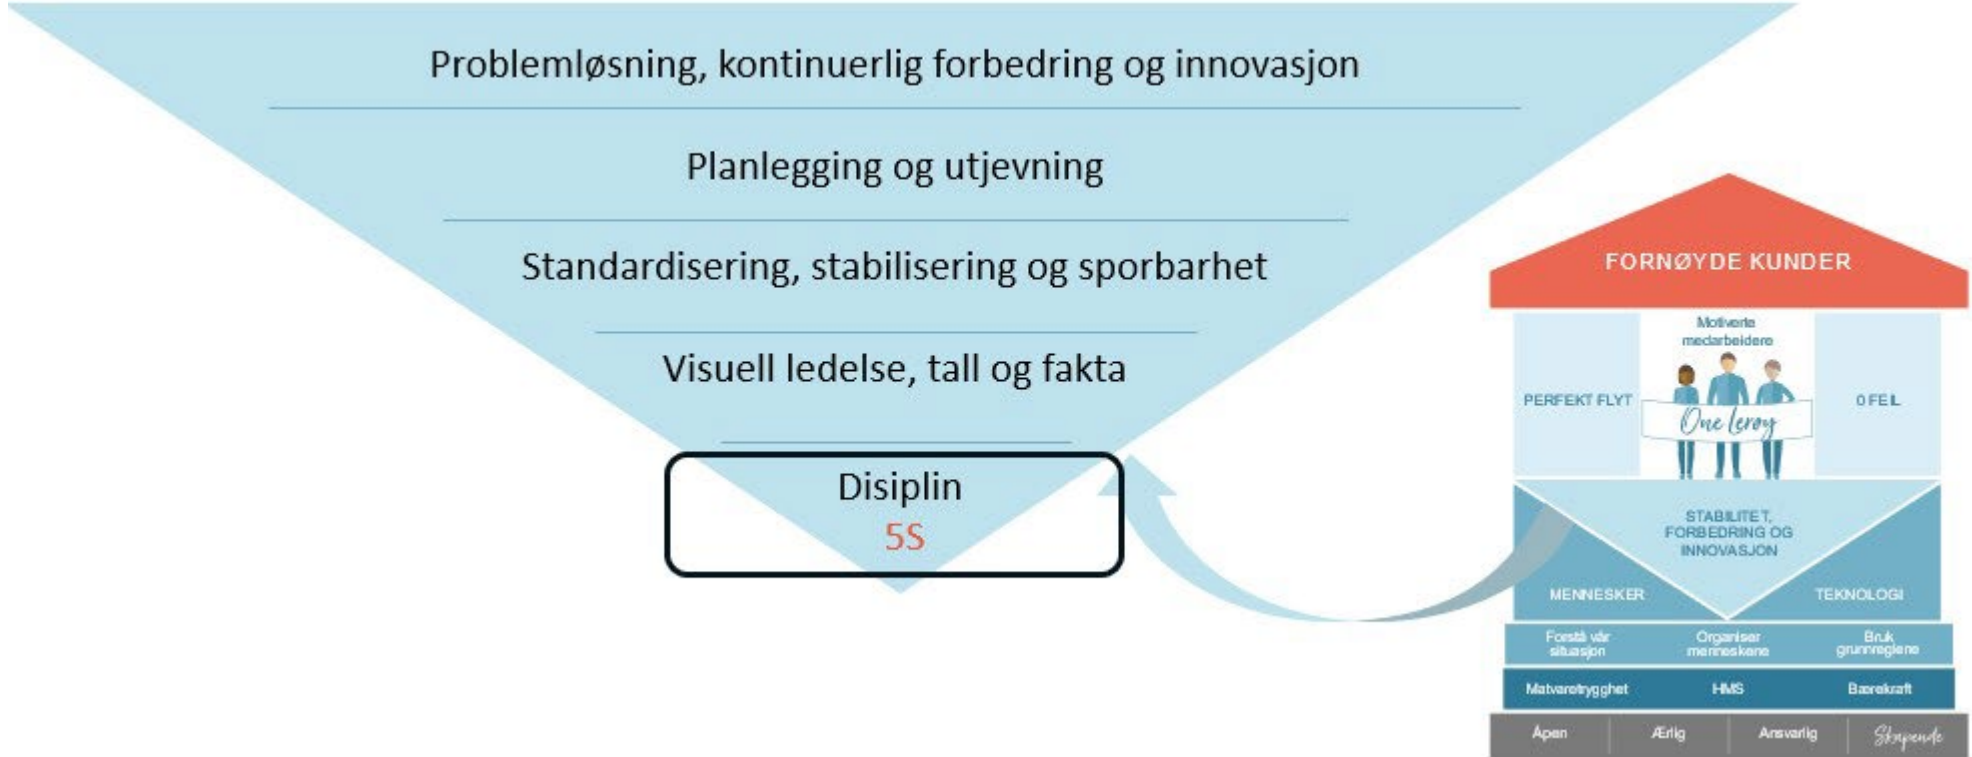 Problemløsning, kontinuerlig forbedring og innovasjon
Planlegging og utjevning
Standardisering, stabilisering og sporbarhet
Visuell ledelse, tall og fakta
Disiplin
5S
FORNØYDE KUNDER
Motiverte
medarbeidere
PERFEKT FLYT
One Lerøy
0 FEIL
STABILITET,
FORBEDRING OG
INNOVASJON
MENNESKER
TEKNOLOGI
Forstå vår
situasjon
Organiser
menneskene
Bruk
grunnreglene
Matvaretrygghet
HMS
Bærekraft
Åpen
Ærlig
Ansvarlig
Skapende